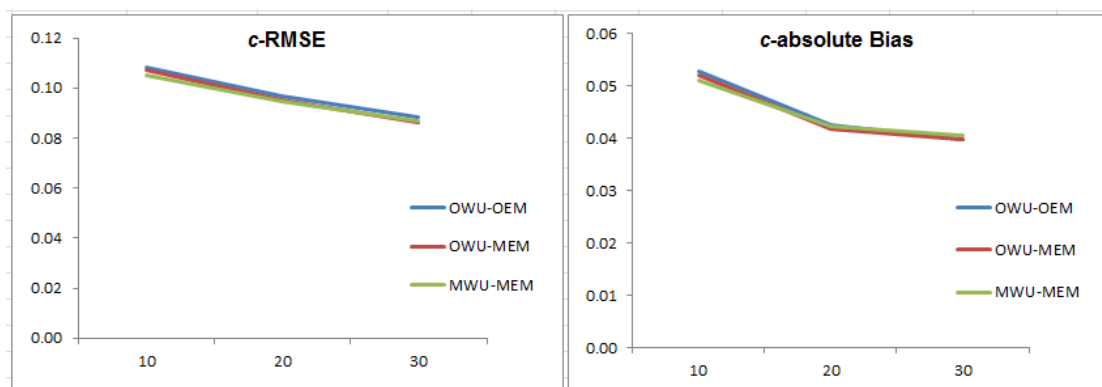 c-RMSE
0.12
0.10
0.08
0.06
0.04
0.02
0.00
10 20 30
OWU-OEM
OWU-MEM
MWU-MEM
c-absolute Bias
0.06
0.05
0.04
0.03
0.02
0.01
0.00
10 20 30
OWU-OEM
OWU-MEM
MWU-MEM